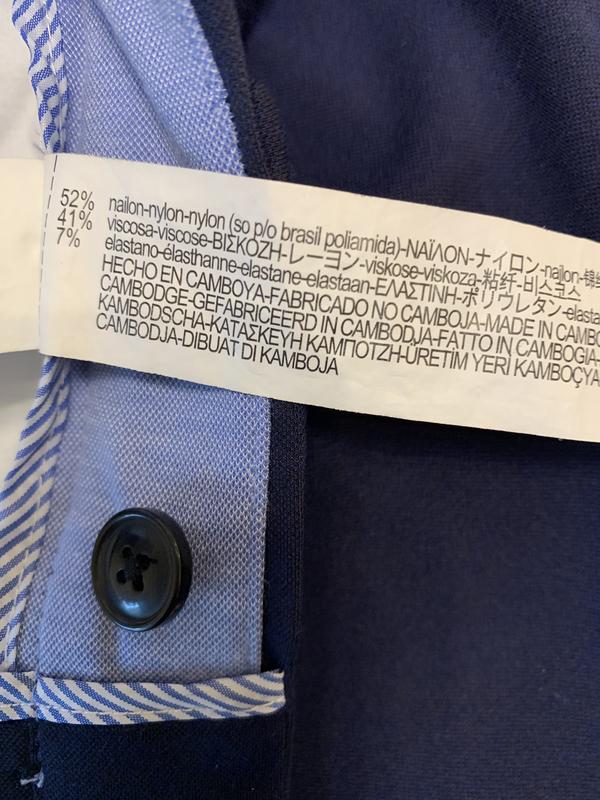 52% nailon-nylon-nylon (so p/o brasil poliamida)-ΝΑΪΛΟΝ-ナイロン-najlon-
41% viscosa-viscose-ΒΙΣΚΟΖΗ-レーヨン-viskose-viskoza-粘纤-비스코스
7% elastano-élasthanne-elastane-elastaan-ΕΛΑΣΤΙΝΗ-ポリウレタン-
HECHO EN CAMBOYA-FABRICADO NO CAMBOJA-MADE IN
CAMBODGE-GEFABRICEERD IN CAMBODJA-FATTO IN CAMBOGIA-
KAMBODSCHA-ΚΑΤΑΣΚΕΥΗ ΚΑΜΠΟΤΖΗ-ÜRETİM YERİ KAMBOÇYA
CAMBODJA-DIBUAT DI KAMBOJA